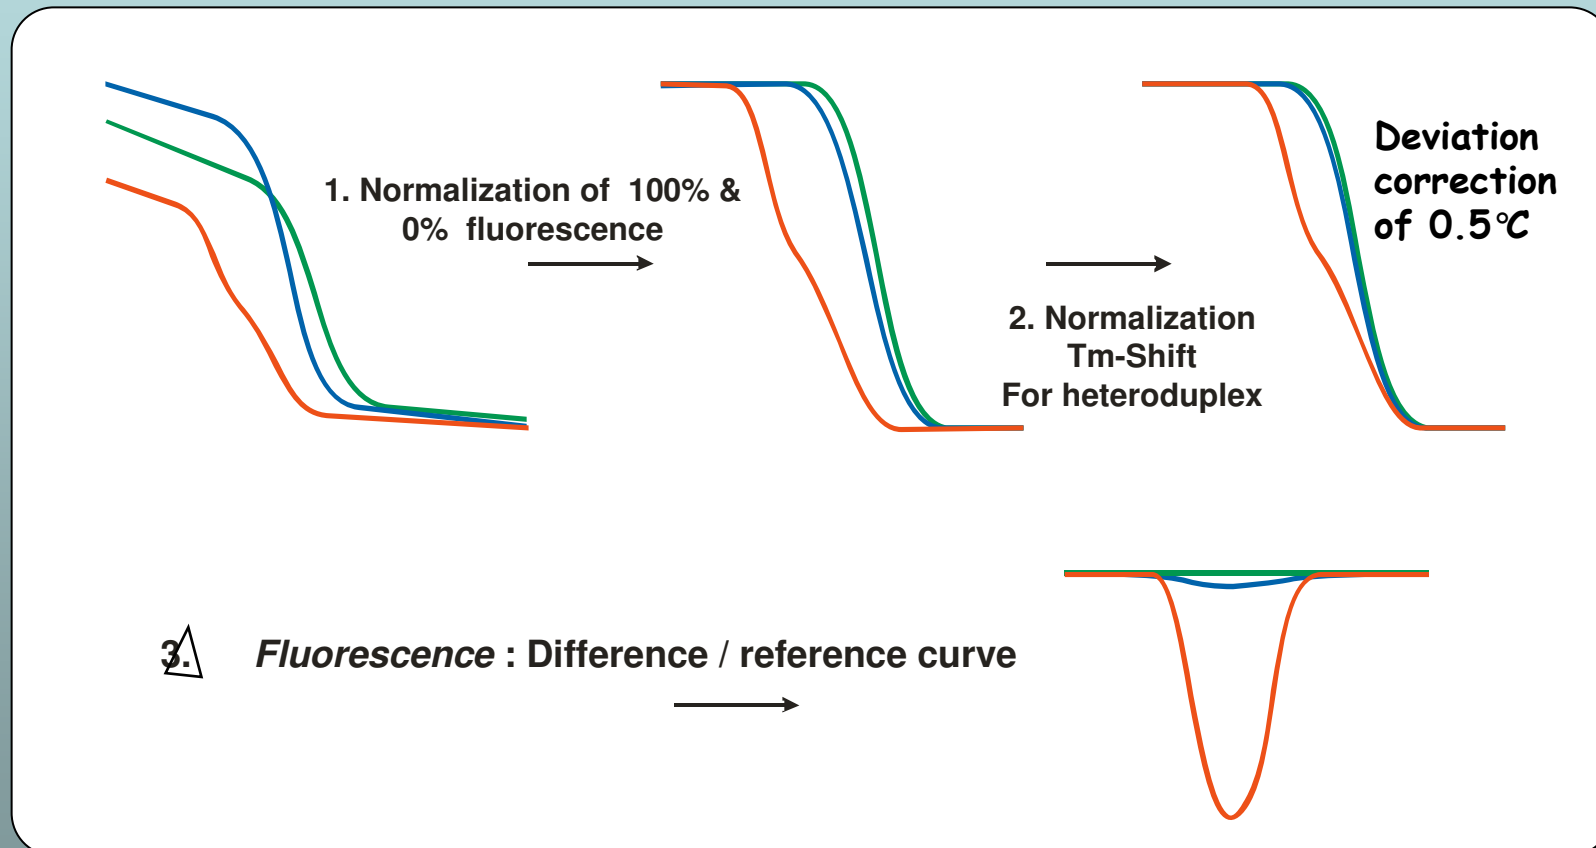 1. Normalization of 100% &
0% fluorescence
Deviation
correction
of 0.5°C
2. Normalization
Tm-Shift
For heteroduplex
3. Fluorescence : Difference / reference curve